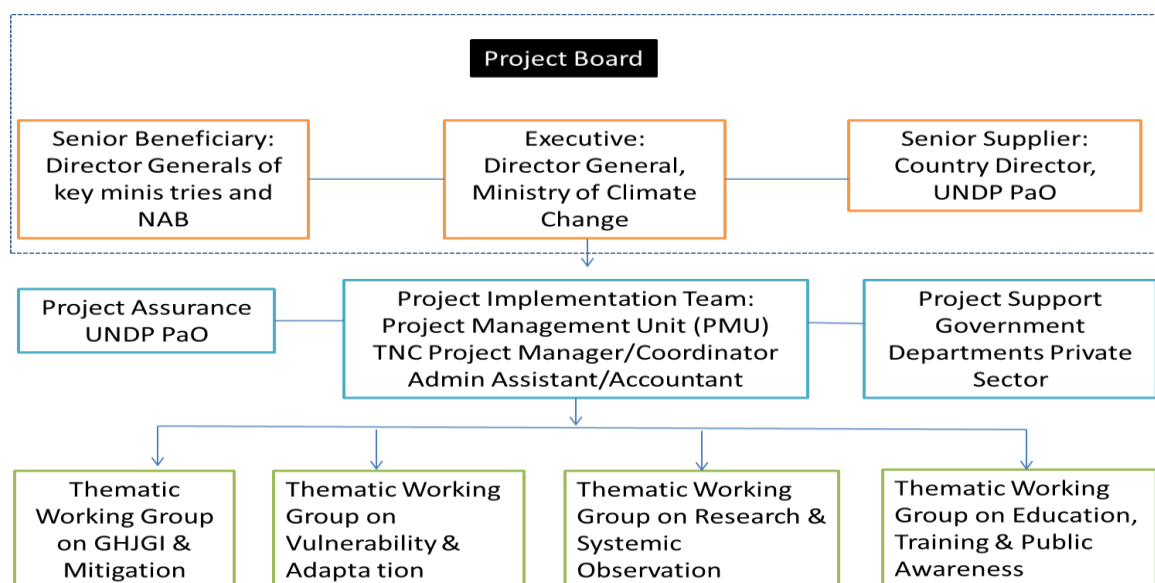 Project Board
Senior Beneficiary:
Director Generals of
key minis tries and
NAB
Executive:
Director General,
Ministry of Climate
Change
Senior Supplier:
Country Director,
UNDP PaO
Project Assurance
UNDP PaO
Project Implementation Team:
Project Management Unit (PMU)
TNC Project Manager/Coordinator
Admin Assistant/Accountant
Project Support
Government
Departments Private
Sector
Thematic
Working Group
on GHJGI &
Mitigation
Thematic Working
Group on
Vulnerability &
Adapta tion
Thematic Working
Group on Research &
Systemic
Observation
Thematic Working
Group on Education,
Training & Public
Awareness